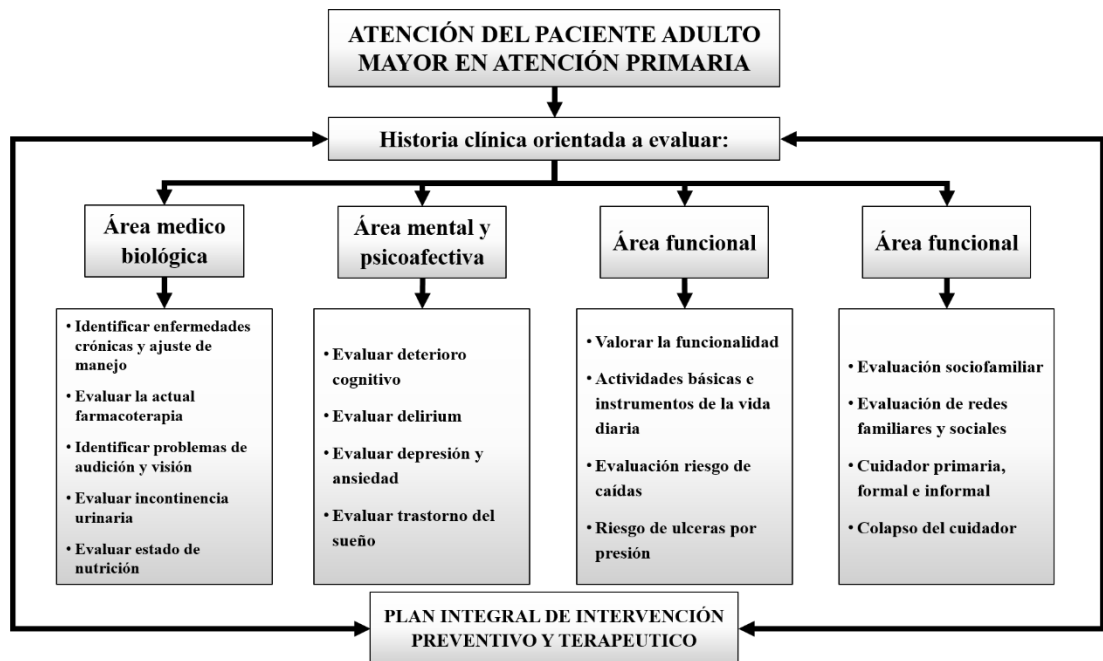 ATENCIÓN DEL PACIENTE ADULTO
MAYOR EN ATENCIÓN PRIMARIA
Historia clínica orientada a evaluar:
Área medico
biológica
• Identificar enfermedades
crónicas y ajuste de
manejo
• Evaluar la actual
farmacoterapia
• Identificar problemas de
audición y visión
• Evaluar incontinencia
urinaria
• Evaluar estado de
nutrición
Área mental y
psicoafectiva
• Evaluar deterioro
cognitivo
• Evaluar delirium
• Evaluar depresión y
ansiedad
• Evaluar trastorno del
sueño
Área funcional
• Valorar la funcionalidad
• Actividades básicas e
instrumentos de la vida
diaria
• Evaluación riesgo de
caídas
• Riesgo de ulceras por
presión
Área funcional
• Evaluación sociofamiliar
• Evaluación de redes
familiares y sociales
• Cuidador primaria,
formal e informal
• Colapso del cuidador
PLAN INTEGRAL DE INTERVENCIÓN
PREVENTIVO Y TERAPEUTICO